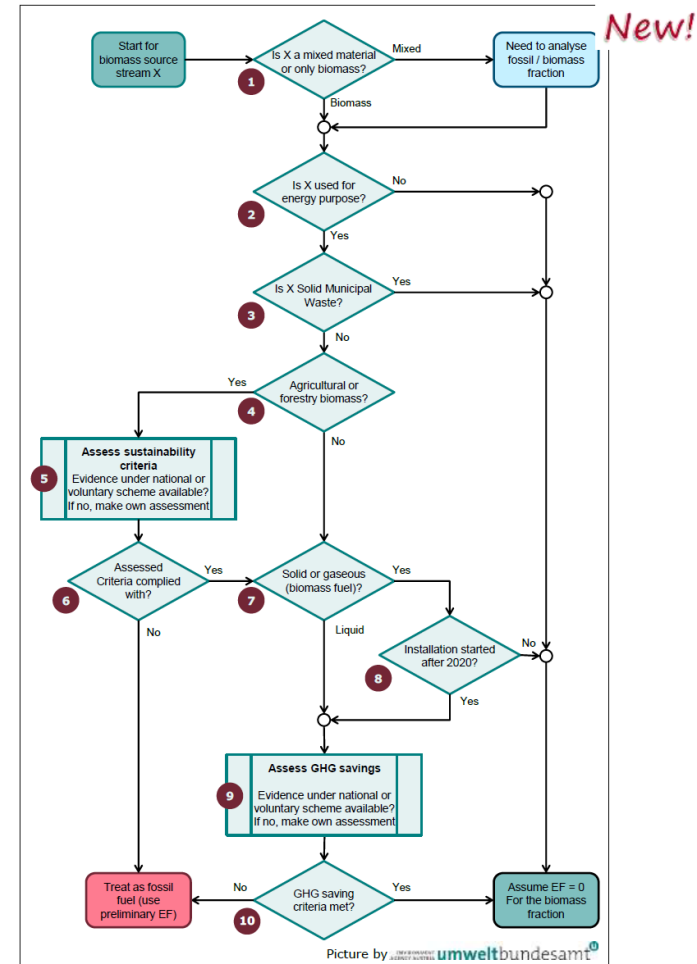 New!
Start for
biomass source
stream X
Is X a mixed material
or only biomass?
Mixed
Need to analyse
fossil / biomass
fraction
1
Biomass
Is X used for
energy purpose?
No
2
Yes
Is X Solid Municipal
Waste?
Yes
3
No
Yes
Agricultural or
forestry biomass?
4
No
Assess sustainability
criteria
Evidence under national or
voluntary scheme available?
If no, make own assessment
5
Assessed
Criteria complied
with?
Yes
6
No
Solid or gaseous
(biomass fuel)?
Yes
7
Liquid
Installation started
after 2020?
No
8
Yes
Assess GHG savings
Evidence under national or
voluntary scheme available?
If no, make own assessment
9
Treat as fossil
fuel (use
preliminary EF)
No
GHG saving
criteria met?
Yes
10
Assume EF = 0
For the biomass
fraction
Picture by ENVIRONMENT AGENCY AUSTRIA umweltbundesamt